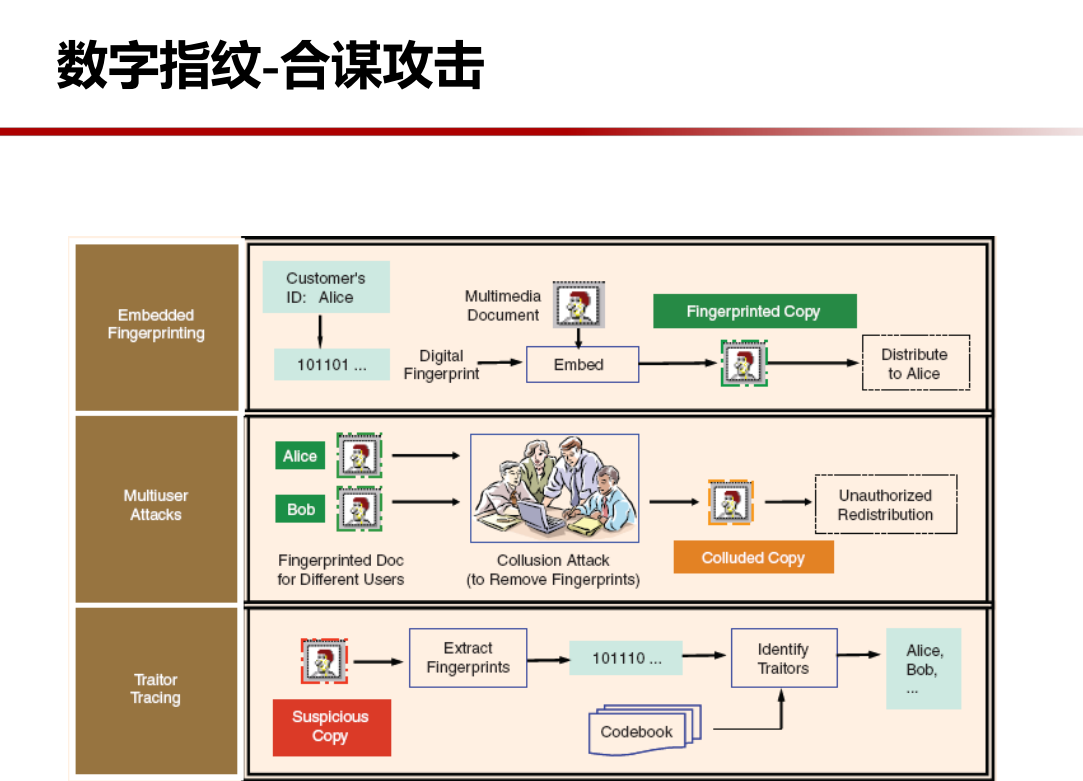 数字指纹-合谋攻击
Embedded
Fingerprinting
Customer's
ID: Alice
101101 ...
Digital
Fingerprint
Multimedia
Document
Embed
Fingerprinted Copy
Distribute
to Alice
Multiuser
Attacks
Alice
Bob
Fingerprinted Doc
for Different Users
Collusion Attack
(to Remove Fingerprints)
Colluded Copy
Unauthorized
Redistribution
Traitor
Tracing
Suspicious
Copy
Extract
Fingerprints
101110 ...
Codebook
Identify
Traitors
Alice,
Bob,
...